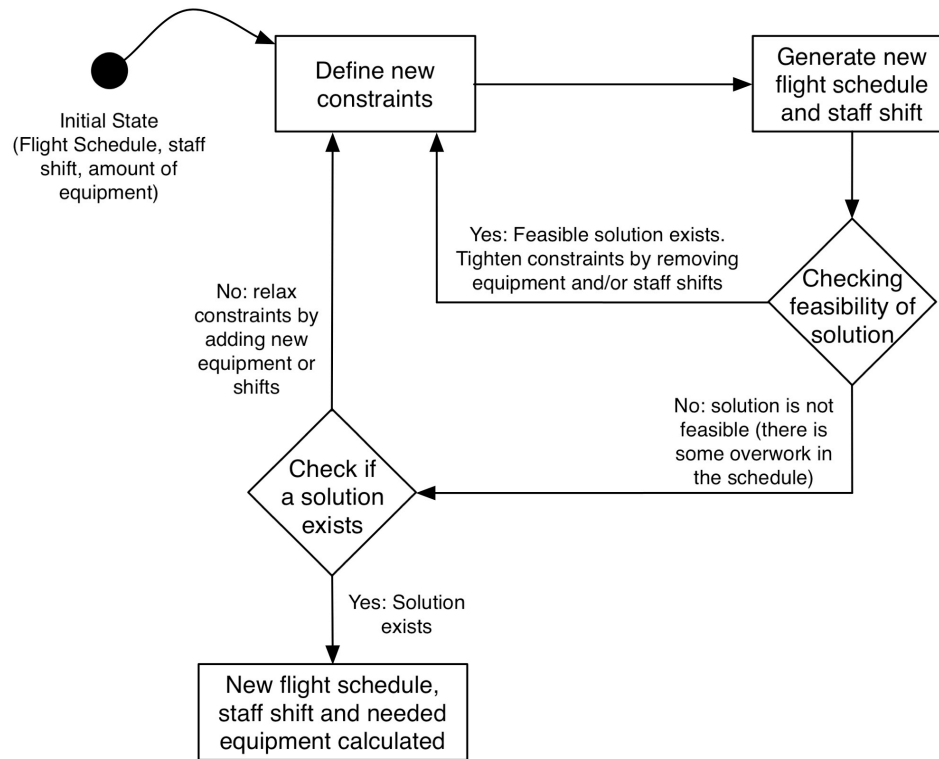 Define new
constraints
Generate new
flight schedule
and staff shift
Initial State
(Flight Schedule, staff
shift, amount of
equipment)
Yes: Feasible solution exists.
Tighten constraints by removing
equipment and/or staff shifts
Checking
feasibility of
solution
No: relax
constraints by
adding new
equipment or
shifts
No: solution is not
feasible (there is
some overwork in
the schedule)
Check if
a solution
exists
Yes: Solution
exists
New flight schedule,
staff shift and needed
equipment calculated